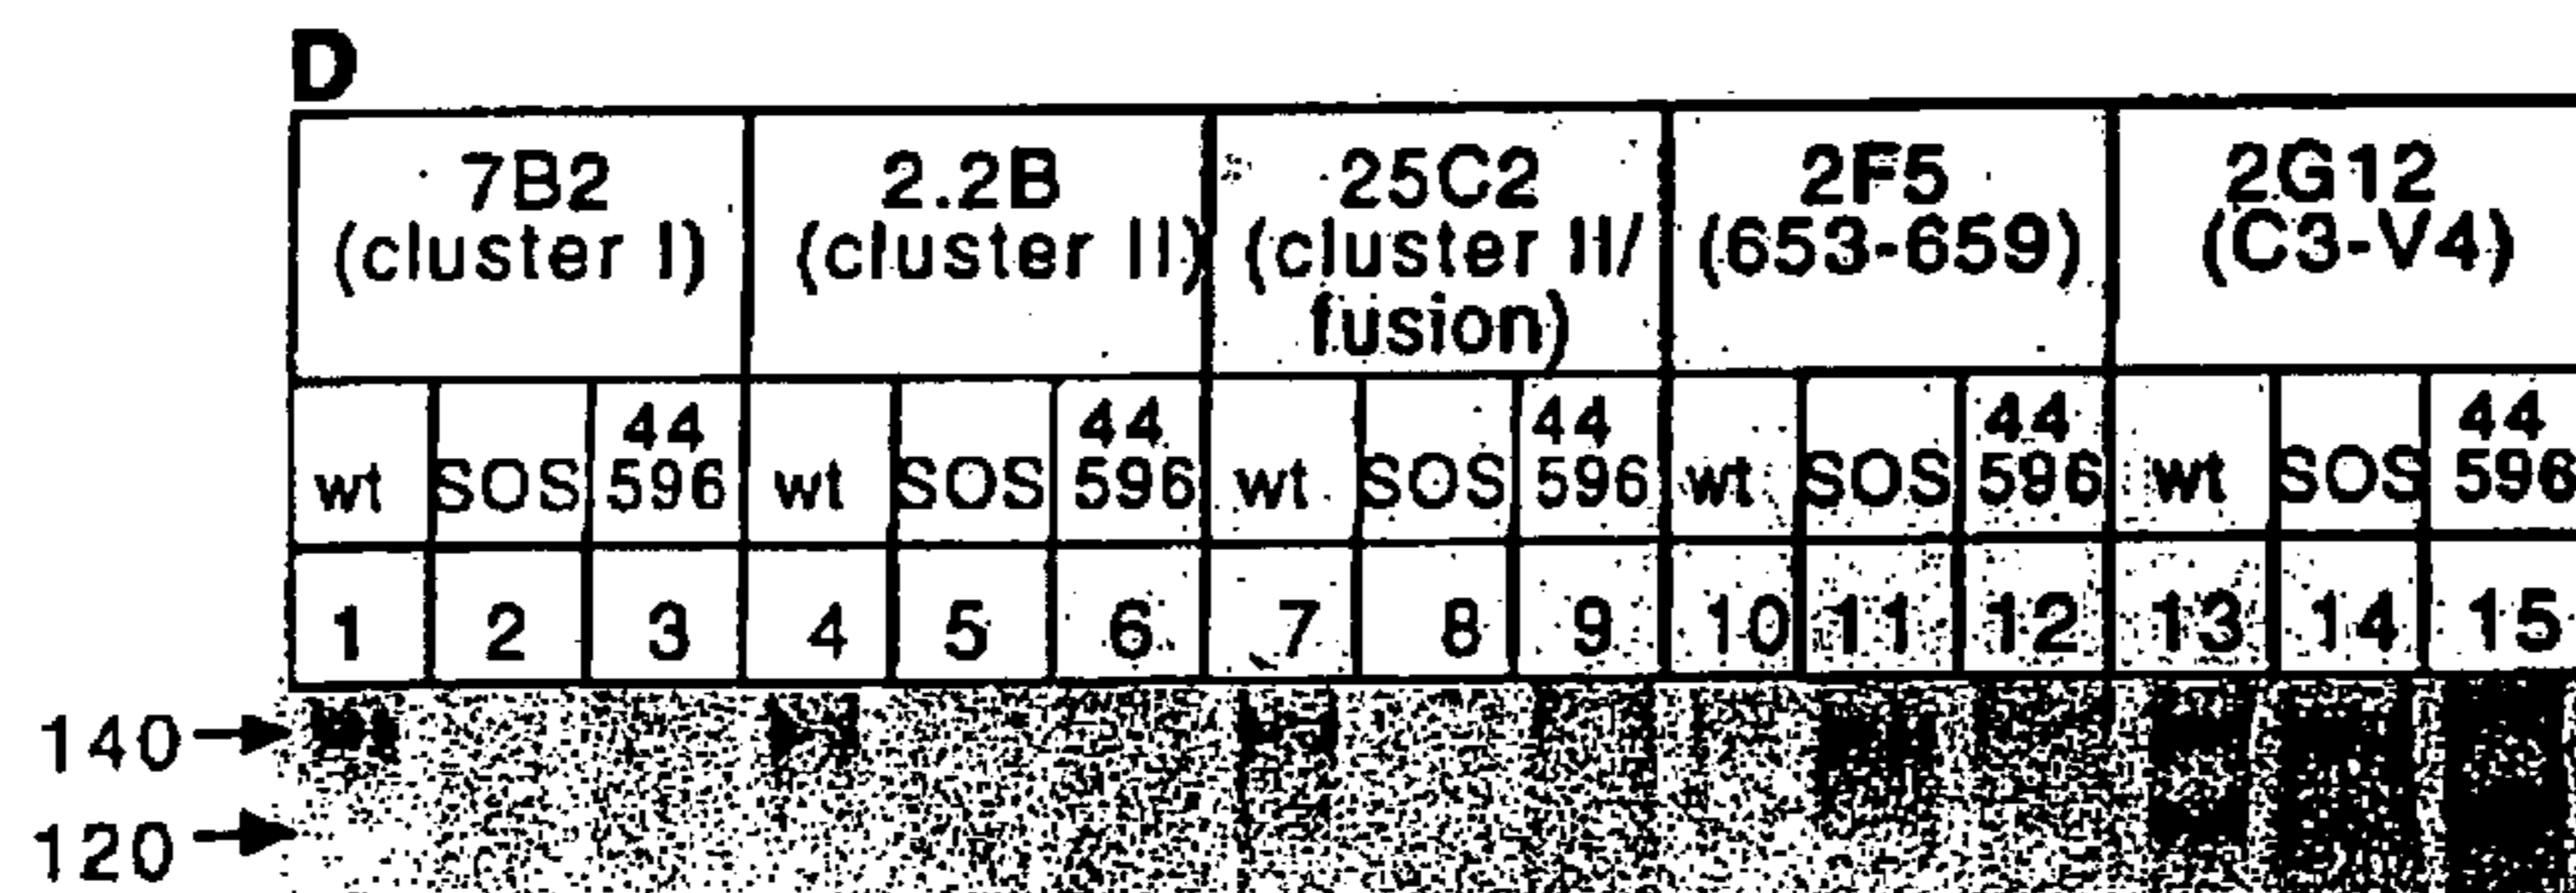 D
7B2 2.2B 25C2 2F5 2G12
(cluster I) (cluster II) (cluster II/ (653-659) (C3-V4)
fusion)
44 44 44 44 44
wt SOS 596 wt SOS 596 wt SOS 596 wt SOS 596 wt SOS 596
1 2 3 4 5 6 7 8 9 10 11 12 13 14 15
140
120